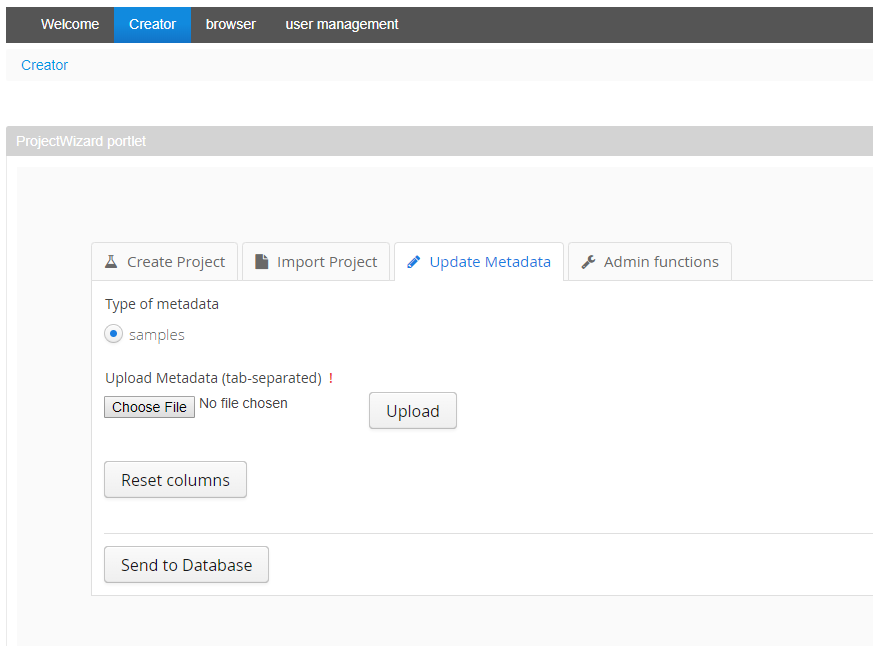 Welcome Creator browser user management
Creator
ProjectWizard portlet
Create Project Import Project Update Metadata Admin functions
Type of metadata
samples
Upload Metadata (tab-separated) !
Choose File No file chosen Upload
Reset columns
Send to Database